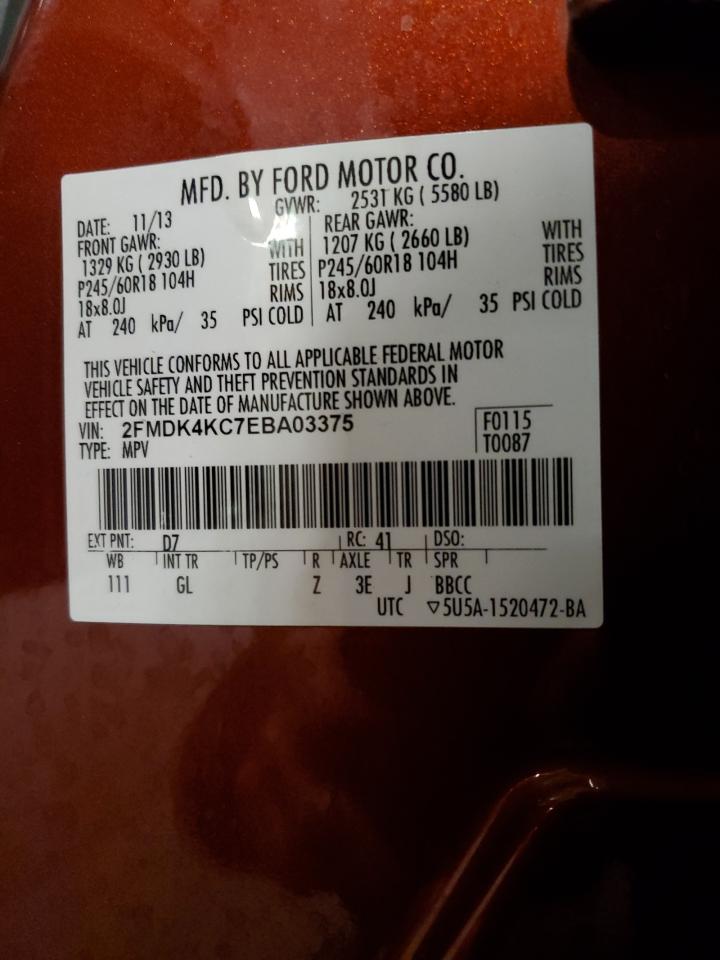 MFD. BY FORD MOTOR CO.
DATE: 11/13 GVWR: 2531 KG ( 5580 LB)
FRONT GAWR: REAR GAWR:
1329 KG ( 2930 LB) WITH 1207 KG ( 2660 LB) WITH
P245/60R18 104H TIRES P245/60R18 104H TIRES
18x8.0J RIMS 18x8.0J RIMS
AT 240 kPa/ 35 PSI COLD AT 240 kPa/ 35 PSI COLD
THIS VEHICLE CONFORMS TO ALL APPLICABLE FEDERAL MOTOR
VEHICLE SAFETY AND THEFT PREVENTION STANDARDS IN
EFFECT ON THE DATE OF MANUFACTURE SHOWN ABOVE.
VIN: 2FMDK4KC7EBA03375 F0115
TYPE: MPV T0087
EXT PNT: D7 RC: 41 DSO:
WB INT TR TP/PS R AXLE TR SPR
111 GL Z 3E J BBCC
UTC ▽5U5A-1520472-BA